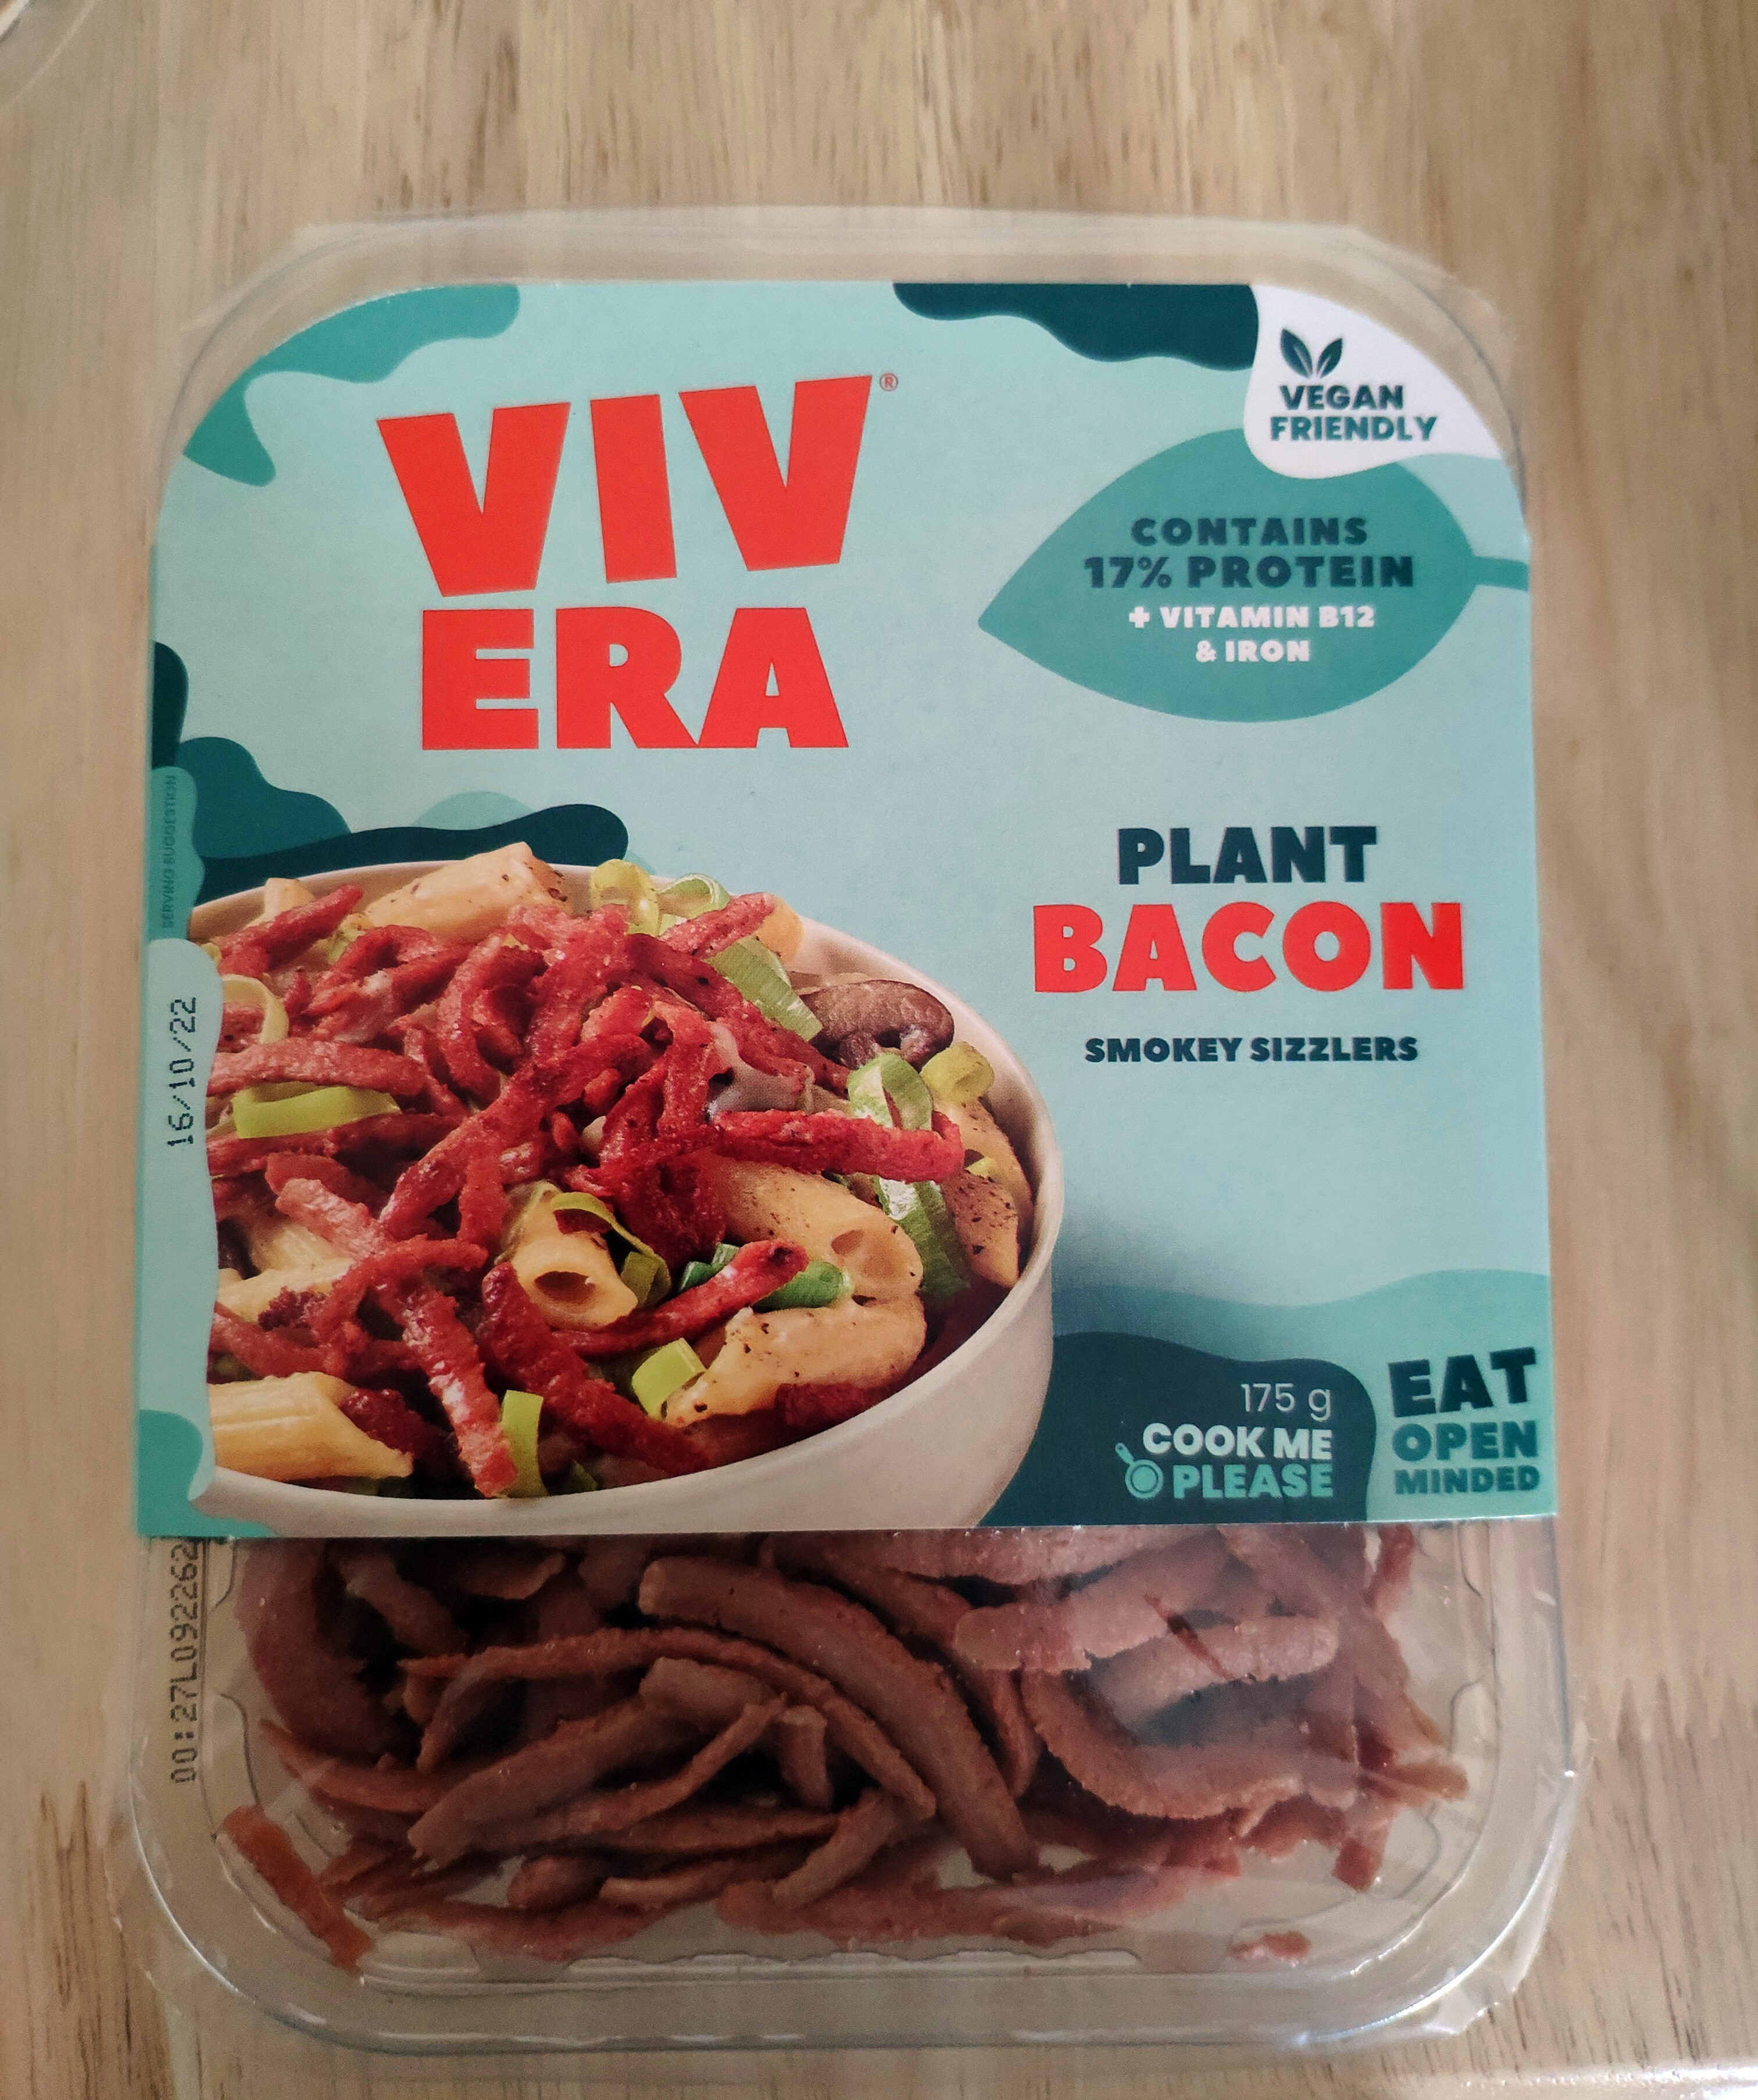 VIV®
ERA
VEGAN
FRIENDLY
CONTAINS
17% PROTEIN
+ VITAMIN B12
& IRON
PLANT
BACON
SMOKEY SIZZLERS
SERVING SUGGESTION
16/10/22
175 g
COOK ME
PLEASE
EAT
OPEN
MINDED
00:27L092262